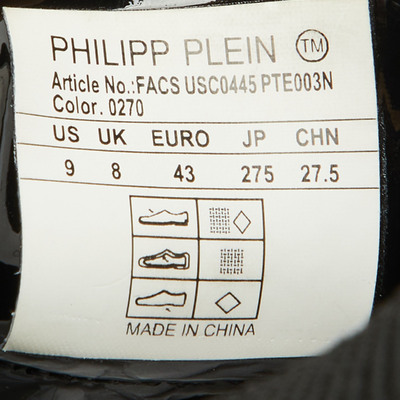 PHILIPP PLEIN TM
Article No.:FACS USC0445 PTE003N
Color. 0270
US UK EURO JP CHN
9 8 43 275 27.5
MADE IN CHINA